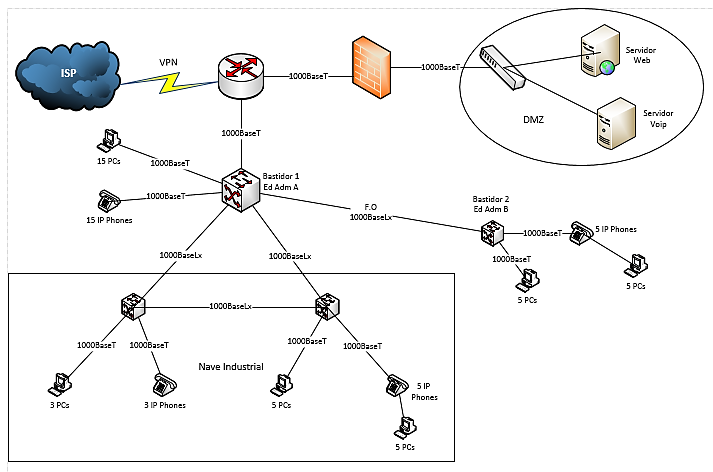 ISP
VPN
1000BaseT
1000BaseT
Servidor
Web
Servidor
Voip
DMZ
1000BaseT
15 PCs
1000BaseT
Bastidor 1
Ed Adm A
1000BaseT
15 IP Phones
F.O
1000BaseLx
Bastidor 2
Ed Adm B
1000BaseT
5 IP Phones
1000BaseT
5 PCs
5 PCs
1000BaseLx
1000BaseLx
1000BaseLx
1000BaseT
1000BaseT
1000BaseT
1000BaseT
Nave Industrial
3 PCs
3 IP Phones
5 PCs
5 IP
Phones
5 PCs